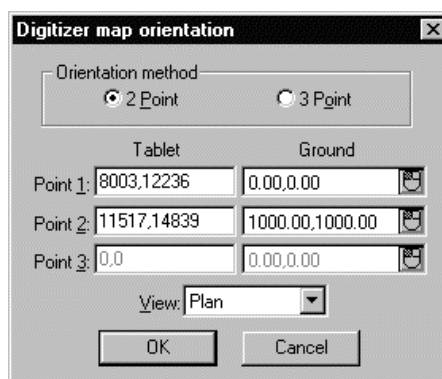 Digitizer map orientation
Orientation method
2 Point 3 Point
Tablet Ground
Point 1: 8003,12236 0.00,0.00
Point 2: 11517,14839 1000.00,1000.00
Point 3: 0,0 0.00,0.00
View: Plan
OK Cancel